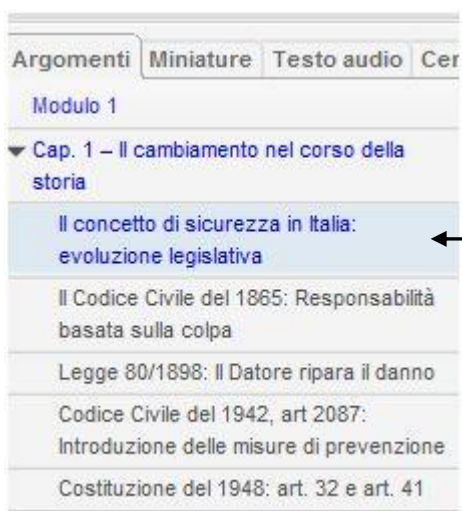 Argomenti Miniature Testo audio Cer
Modulo 1
Cap. 1 – Il cambiamento nel corso della
storia
Il concetto di sicurezza in Italia:
evoluzione legislativa
Il Codice Civile del 1865: Responsabilità
basata sulla colpa
Legge 80/1898: Il Datore ripara il danno
Codice Civile del 1942, art 2087:
Introduzione delle misure di prevenzione
Costituzione del 1948: art. 32 e art. 41